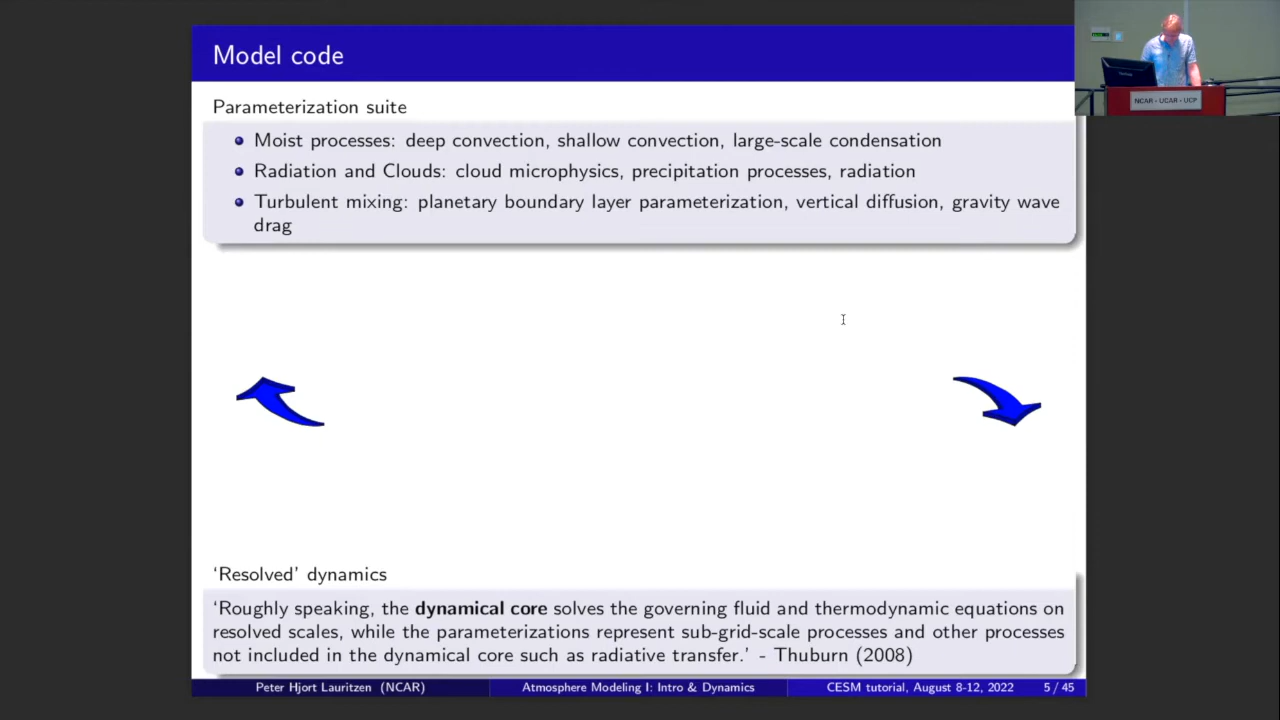 Model code
Parameterization suite
Moist processes: deep convection, shallow convection, large-scale condensation
Radiation and Clouds: cloud microphysics, precipitation processes, radiation
Turbulent mixing: planetary boundary layer parameterization, vertical diffusion, gravity wave
drag
'Resolved' dynamics
'Roughly speaking, the dynamical core solves the governing fluid and thermodynamic equations on
resolved scales, while the parameterizations represent sub-grid-scale processes and other processes
not included in the dynamical core such as radiative transfer.' - Thuburn (2008)
Peter Hjort Lauritzen (NCAR) Atmosphere Modeling I: Intro & Dynamics CESM tutorial, August 8-12, 2022 5 / 45
NCAR • UCAR • UCP